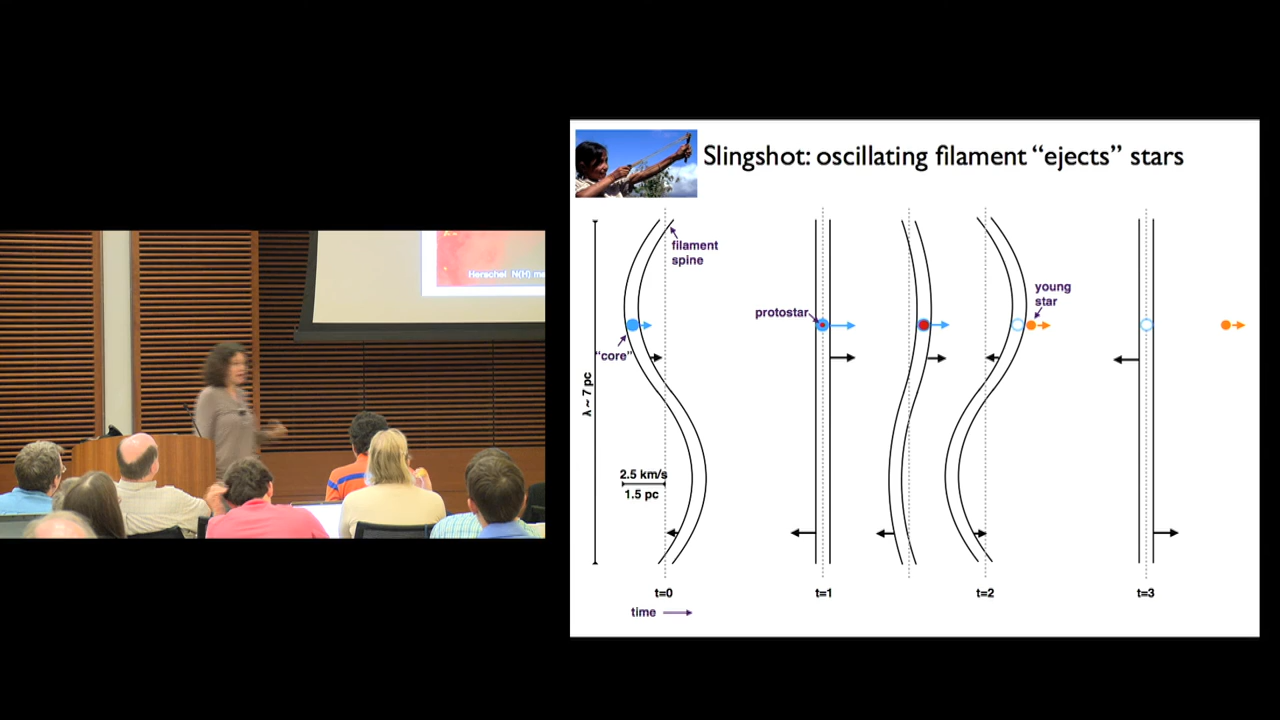 Herschel N(H) ma
Slingshot: oscillating filament “ejects” stars
filament
spine
"core"
λ ~ 7 pc
2.5 km/s
1.5 pc
protostar
young
star
t=0
t=1
t=2
t=3
time